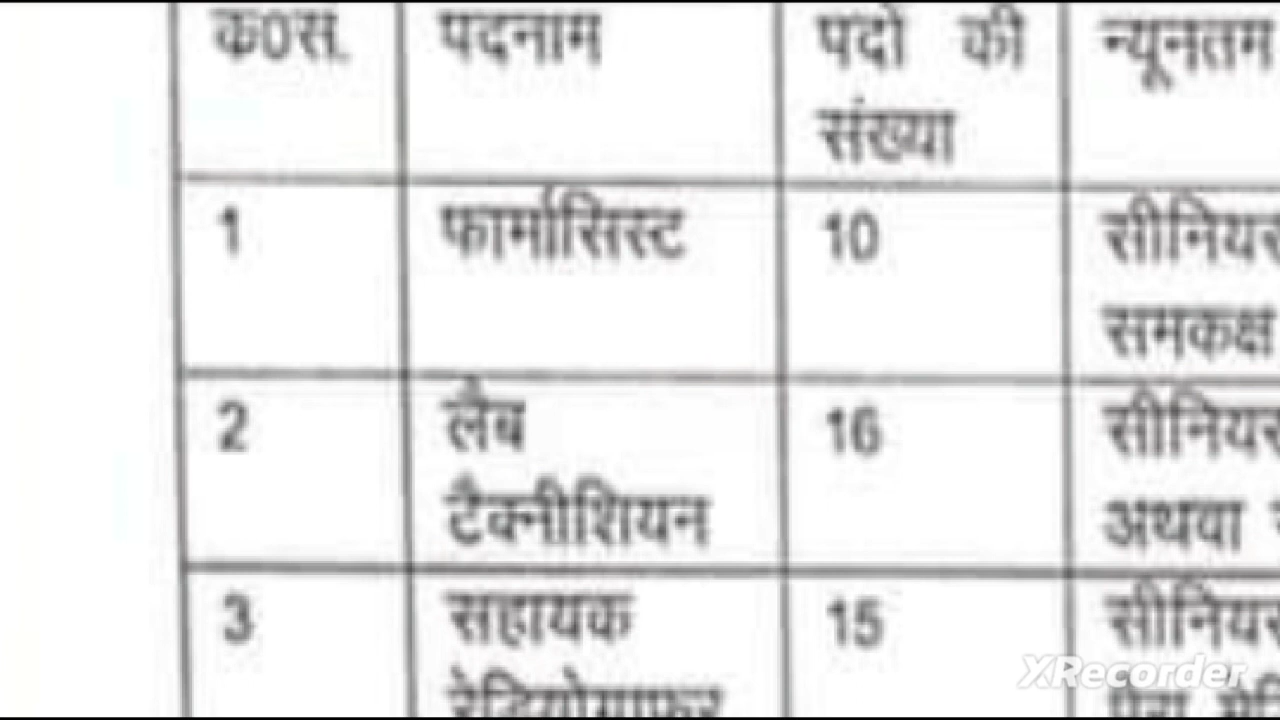 क0सं. पदनाम पदों की न्यूनतम
संख्या
1 फार्मासिस्ट 10 सीनियर
समकक्ष
2 लैब 16 सीनियर
टैक्नीशियन अथवा
3 सहायक 15 सीनियर
रेडियोग्राफर
XRecorder